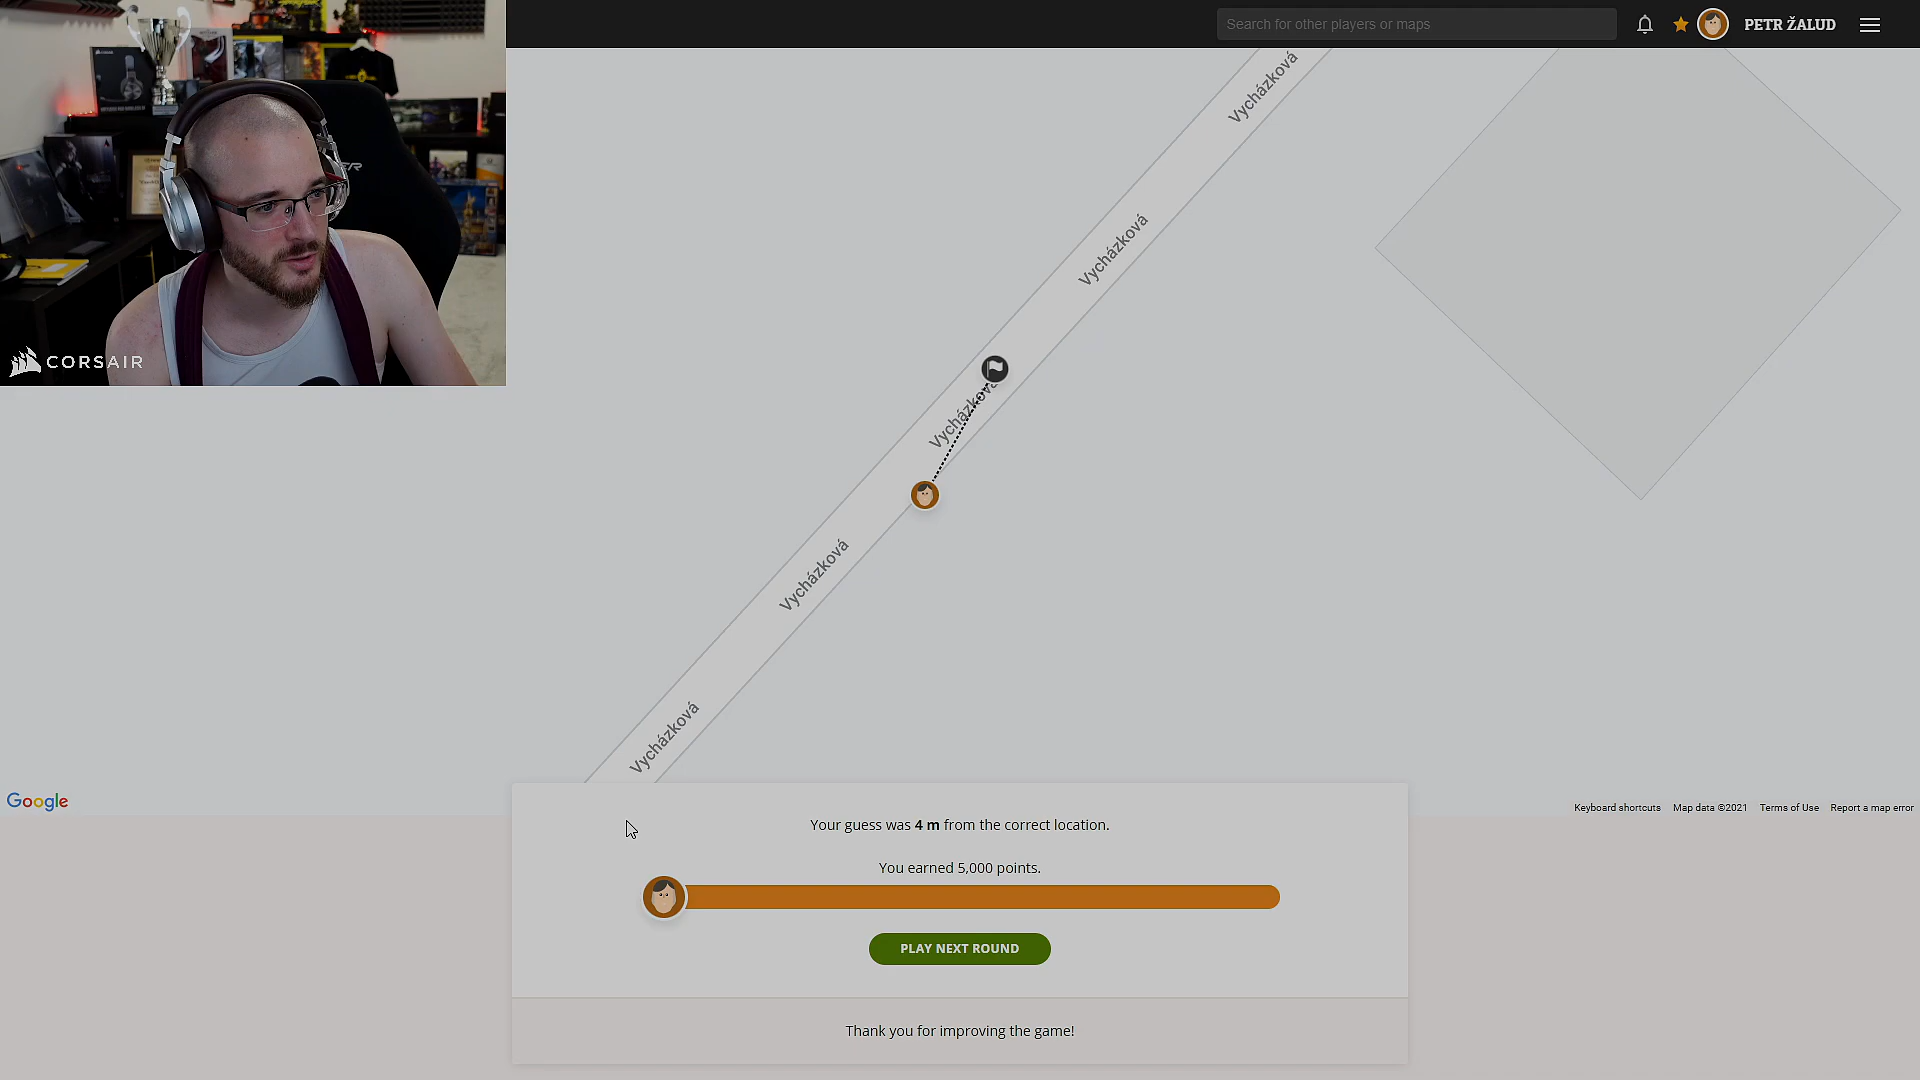 Search for other players or maps
PETR ŽALUD
CORSAIR
Vycházková
Vycházková
Vycházková
Vycházková
Vycházková
Google
Keyboard shortcuts
Map data ©2021
Terms of Use
Report a map error
Your guess was 4 m from the correct location.
You earned 5,000 points.
PLAY NEXT ROUND
Thank you for improving the game!